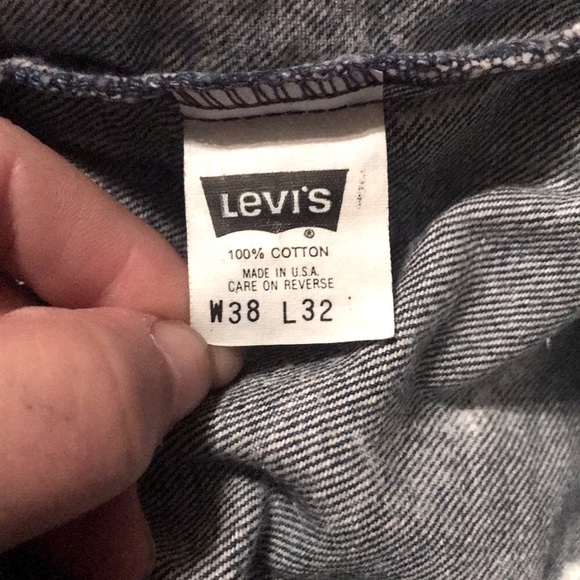 LEVI'S
®
100% COTTON
MADE IN U.S.A.
CARE ON REVERSE
W38 L32